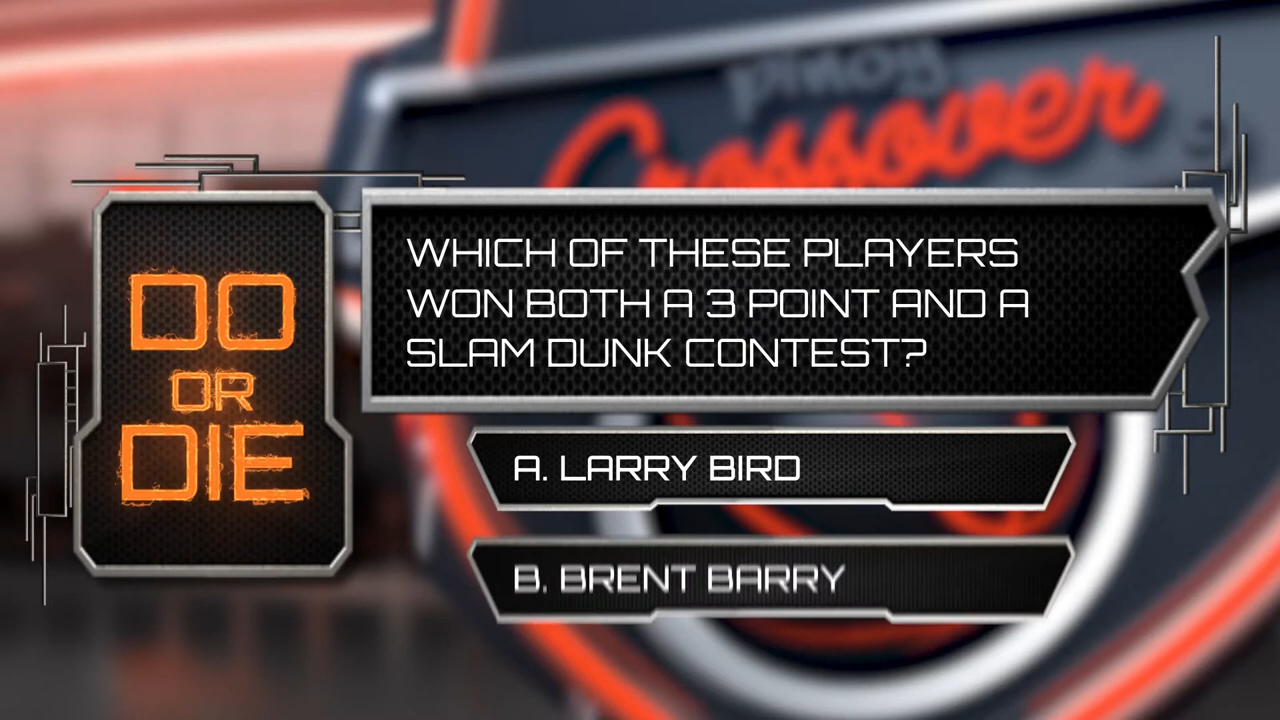 pinoy
Crossover
DO
OR
DIE
WHICH OF THESE PLAYERS
WON BOTH A 3 POINT AND A
SLAM DUNK CONTEST?
A. LARRY BIRD
B. BRENT BARRY